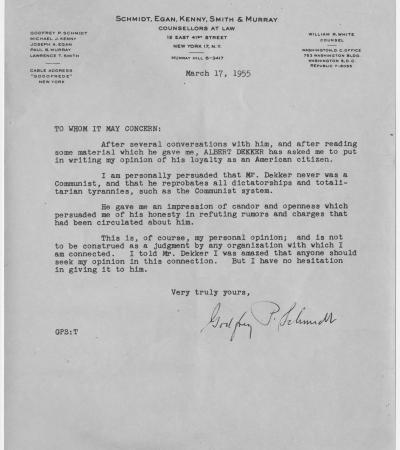 SCHMIDT, EGAN, KENNY, SMITH & MURRAY
COUNSELLORS AT LAW
15 EAST 41ST STREET
NEW YORK 17, N.Y.
MURRAY HILL 6-3417
GODFREY P. SCHMIDT
MICHAEL J. KENNY
JOSEPH A. EGAN
PAUL B. MURRAY
LAWRENCE T. SMITH
CABLE ADDRESS
"GODFREDE"
NEW YORK
WILLIAM R. WHITE
COUNSEL
WASHINGTON, D.C. OFFICE
753 WASHINGTON BLDG.
WASHINGTON 5, D.C.
REPUBLIC 7-8055
March 17, 1955
TO WHOM IT MAY CONCERN:
After several conversations with him, and after reading
some material which he gave me, ALBERT DEKKER has asked me to put
in writing my opinion of his loyalty as an American citizen.
I am personally persuaded that Mr. Dekker never was a
Communist, and that he reprobates all dictatorships and totali-
tarian tyrannies, such as the Communist system.
He gave me an impression of candor and openness which
persuaded me of his honesty in refuting rumors and charges that
had been circulated about him.
This is, of course, my personal opinion; and is not
to be construed as a judgment by any organization with which I
am connected. I told Mr. Dekker I was amazed that anyone should
seek my opinion in this connection. But I have no hesitation
in giving it to him.
Very truly yours,
Godfrey P. Schmidt
GPS:T